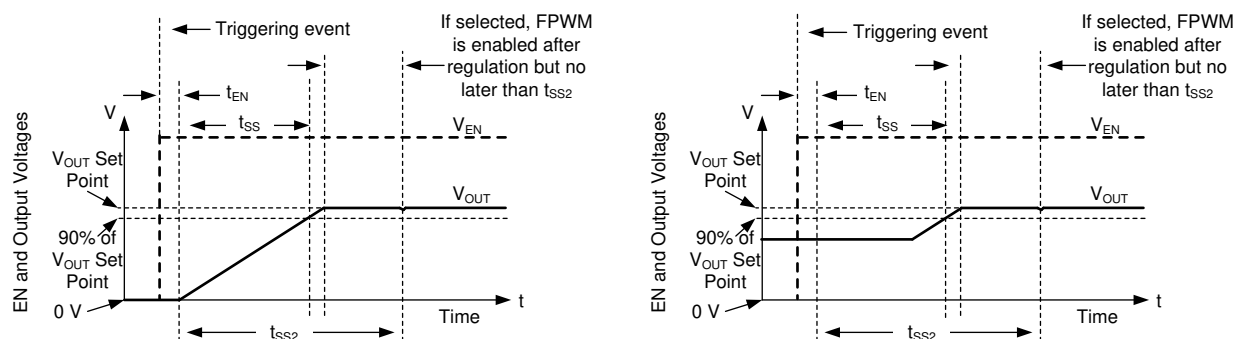 Triggering event
If selected, FPWM
is enabled after
regulation but no
later than tSS2
tEN
V
tSS
VEN
VOUT Set
Point
VOUT
90% of
VOUT Set
Point
0 V
t
Time
tSS2
EN and Output Voltages
Triggering event
If selected, FPWM
is enabled after
regulation but no
later than tSS2
tEN
V
tSS
VEN
VOUT Set
Point
VOUT
90% of
VOUT Set
Point
0 V
t
Time
tSS2
EN and Output Voltages